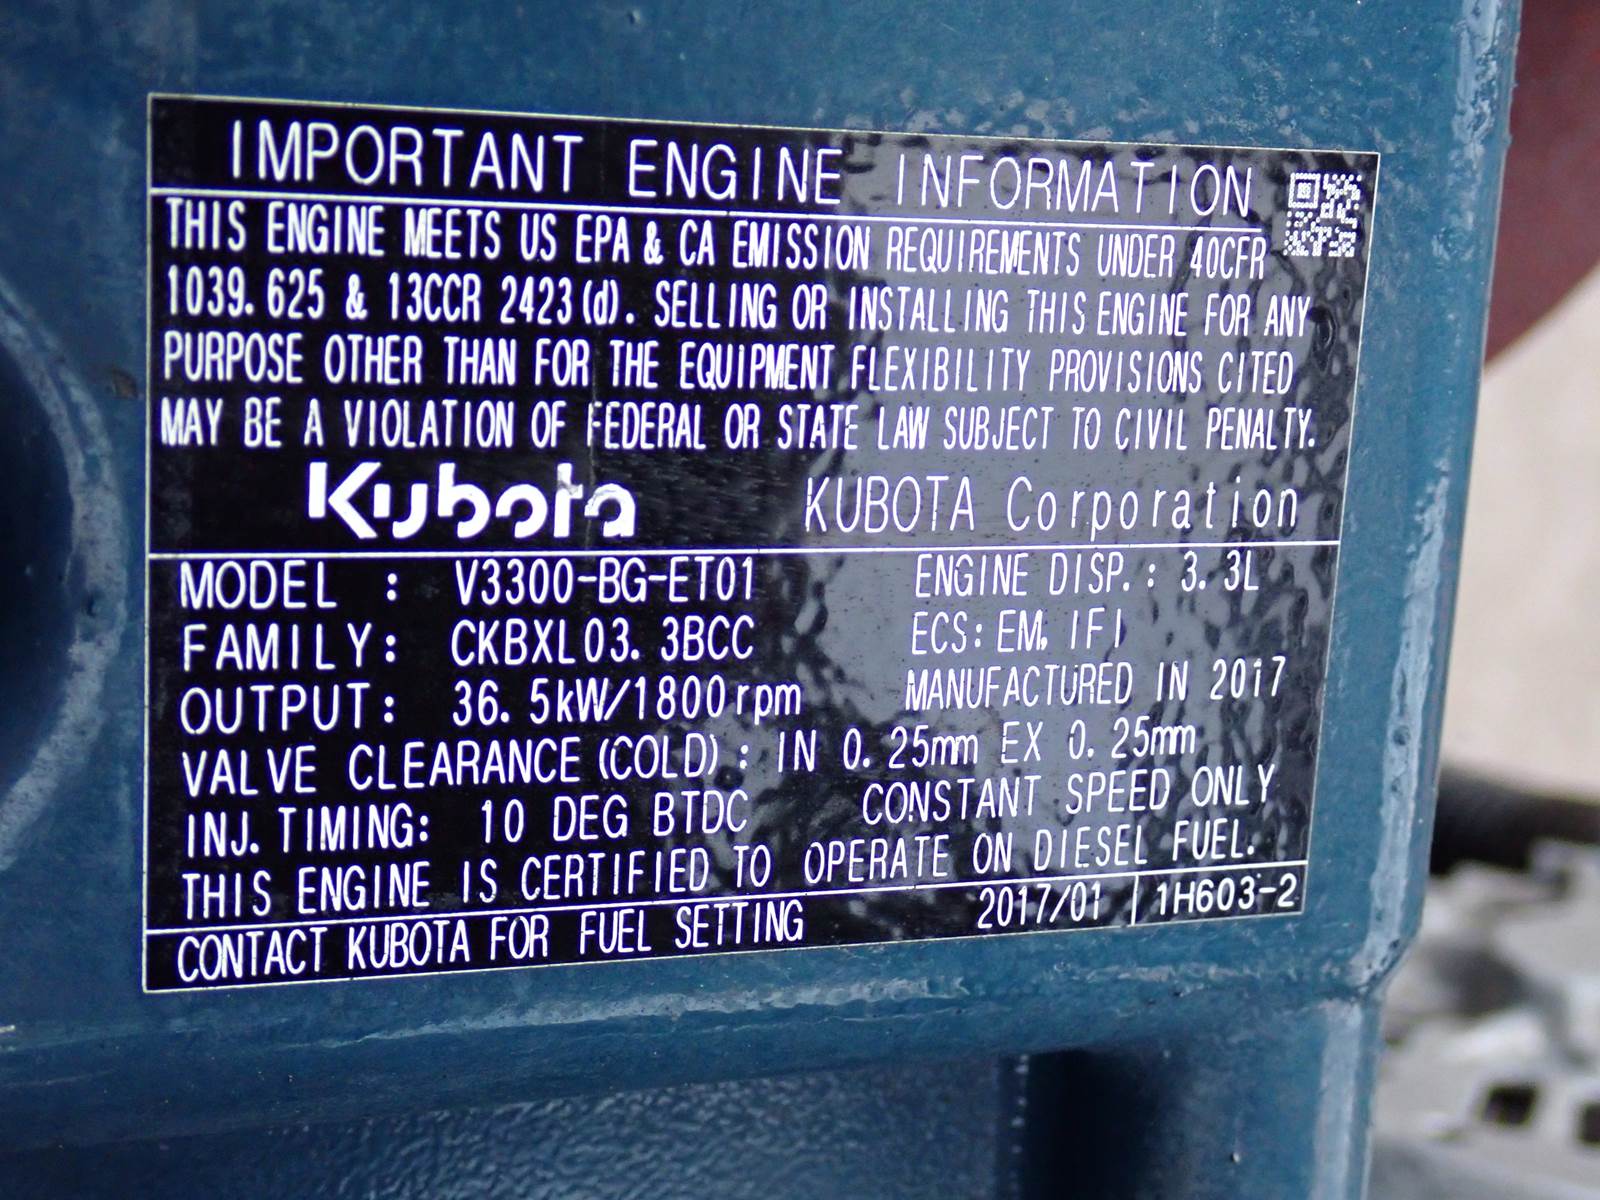 IMPORTANT ENGINE INFORMATION
THIS ENGINE MEETS US EPA & CA EMISSION REQUIREMENTS UNDER 40CFR
1039.625 & 13CCR 2423(d). SELLING OR INSTALLING THIS ENGINE FOR ANY
PURPOSE OTHER THAN FOR THE EQUIPMENT FLEXIBILITY PROVISIONS CITED
MAY BE A VIOLATION OF FEDERAL OR STATE LAW SUBJECT TO CIVIL PENALTY.
Kubota KUBOTA Corporation
MODEL : V3300-BG-ET01 ENGINE DISP.: 3.3L
FAMILY: CKBXL03.3BCC ECS: EM, IFI
OUTPUT: 36.5kW/1800rpm MANUFACTURED IN 2017
VALVE CLEARANCE (COLD): IN 0.25mm EX 0.25mm
INJ. TIMING: 10 DEG BTDC CONSTANT SPEED ONLY
THIS ENGINE IS CERTIFIED TO OPERATE ON DIESEL FUEL.
CONTACT KUBOTA FOR FUEL SETTING 2017/01 | 1H603-2